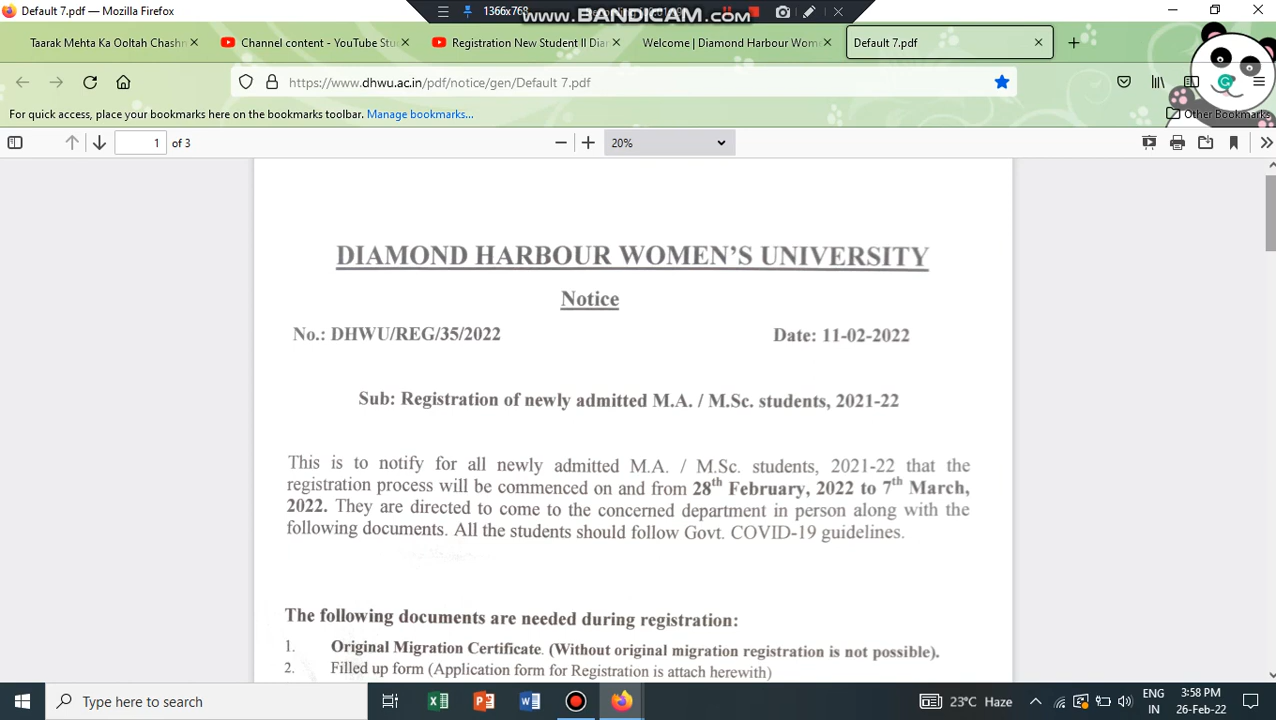 Default 7.pdf — Mozilla Firefox
1366x768
www.BANDICAM.com
Taarak Mehta Ka Ooltah Chashm
Channel content - YouTube Stu
Registration New Student II Dia
Welcome | Diamond Harbour Wom
Default 7.pdf
https://www.dhwu.ac.in/pdf/notice/gen/Default 7.pdf
For quick access, place your bookmarks here on the bookmarks toolbar. Manage bookmarks...
Other Bookmarks
1 of 3
20%
DIAMOND HARBOUR WOMEN'S UNIVERSITY
Notice
No.: DHWU/REG/35/2022 Date: 11-02-2022
Sub: Registration of newly admitted M.A. / M.Sc. students, 2021-22
This is to notify for all newly admitted M.A. / M.Sc. students, 2021-22 that the
registration process will be commenced on and from 28th February, 2022 to 7th March,
2022. They are directed to come to the concerned department in person along with the
following documents. All the students should follow Govt. COVID-19 guidelines.
The following documents are needed during registration:
1. Original Migration Certificate. (Without original migration registration is not possible).
2. Filled up form (Application form for Registration is attach herewith)
Type here to search
23°C Haze
ENG
IN
3:58 PM
26-Feb-22